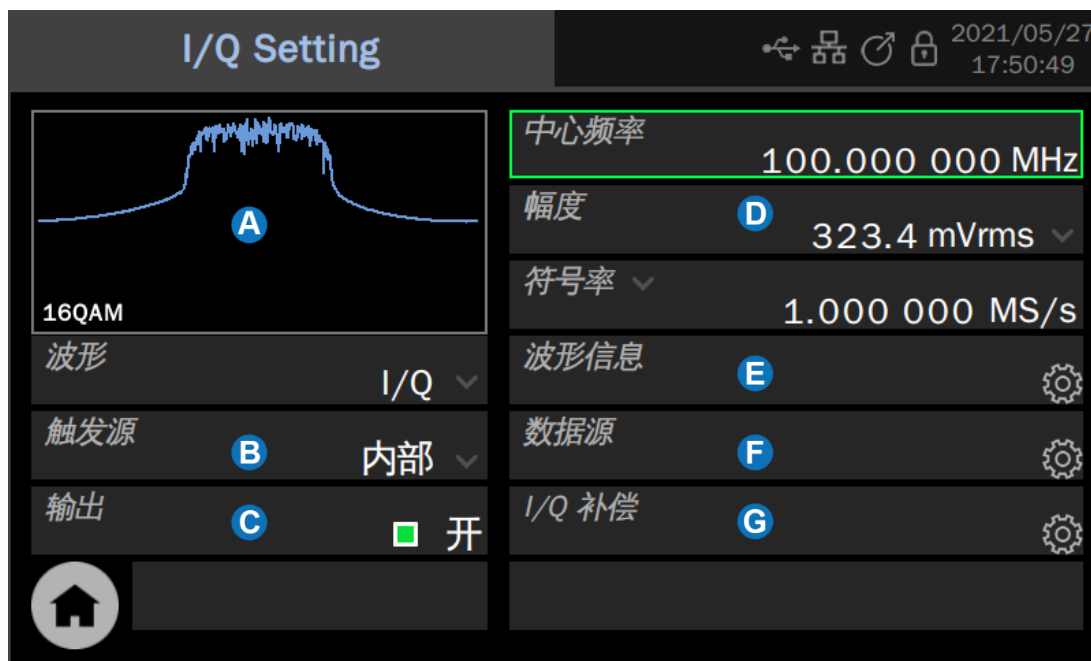 I/Q Setting
2021/05/27
17:50:49
A
16QAM
波形
I/Q
触发源
B
内部
输出
C
开
中心频率
100.000 000 MHz
幅度
D
323.4 mVrms
符号率
1.000 000 MS/s
波形信息
E
数据源
F
I/Q 补偿
G